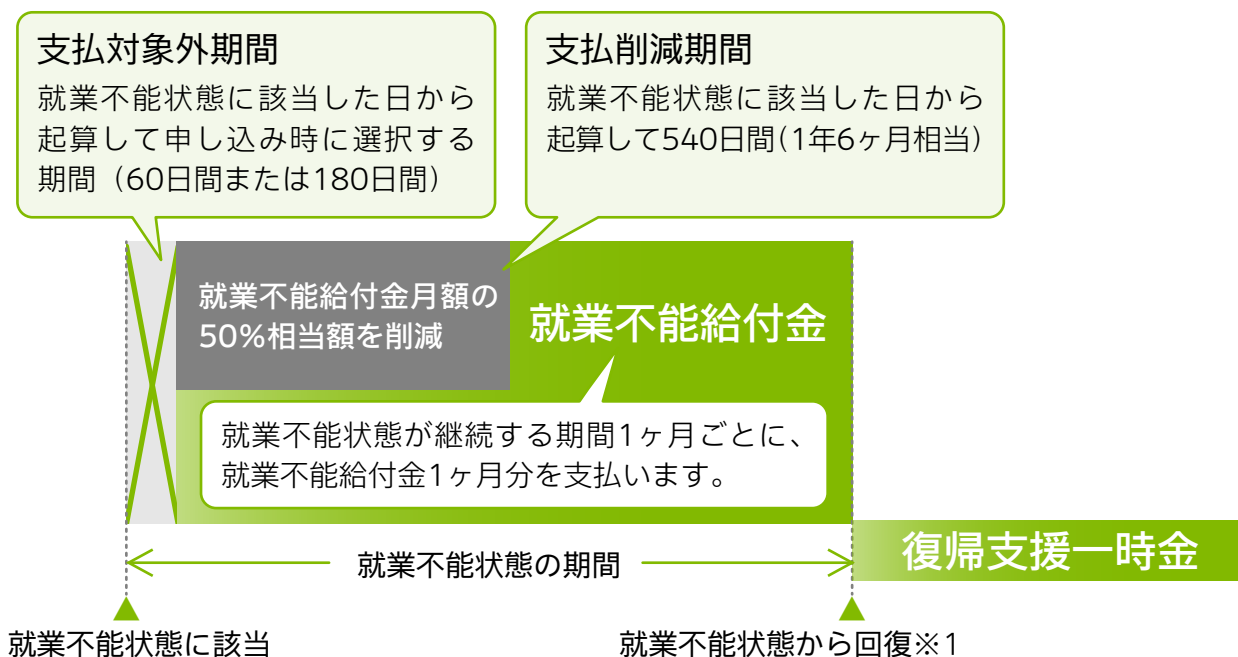 支払対象外期間
就業不能状態に該当した日から
起算して申し込み時に選択する
期間（60日間または180日間）
支払削減期間
就業不能状態に該当した日から
起算して540日間(1年6ヶ月相当)
就業不能給付金月額の
50%相当額を削減
就業不能給付金
就業不能状態が継続する期間1ヶ月ごとに、
就業不能給付金1ヶ月分を支払います。
就業不能状態の期間
復帰支援一時金
就業不能状態に該当
就業不能状態から回復※1